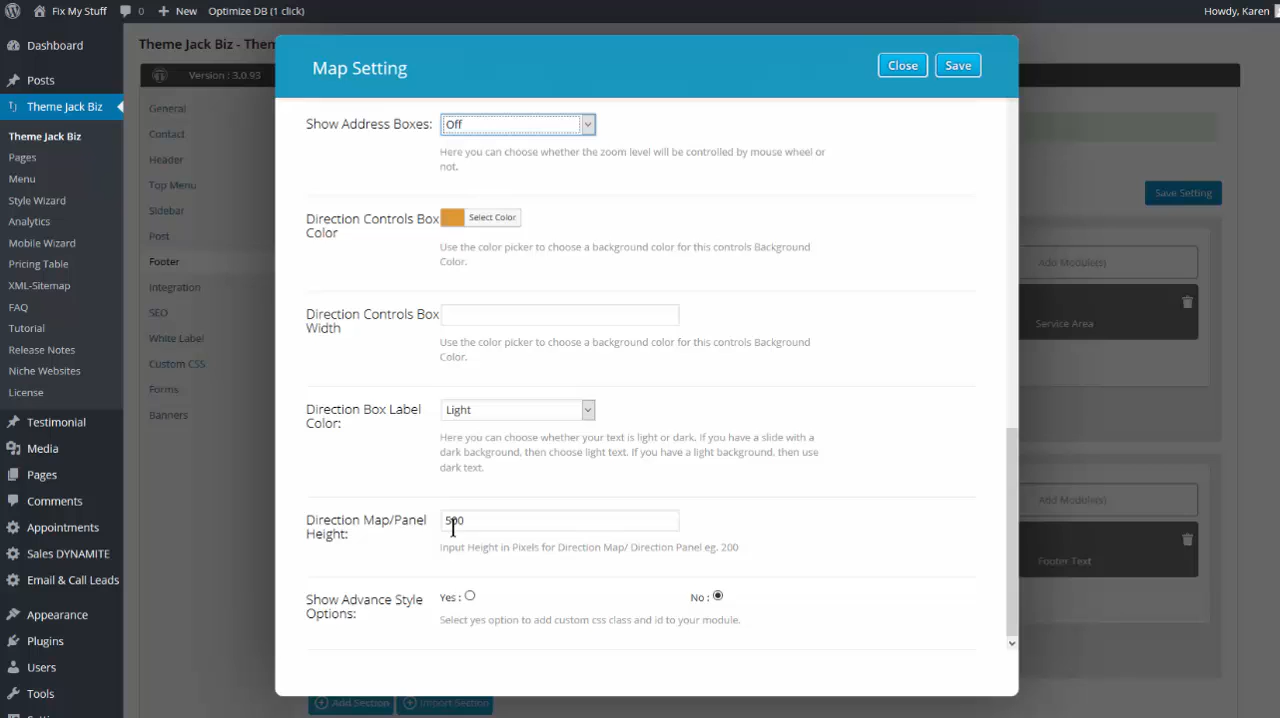 Fix My Stuff
0
New
Optimize DB (1 click)
Howdy, Karen
Dashboard
Posts
Theme Jack Biz
Theme Jack Biz
Pages
Menu
Style Wizard
Analytics
Mobile Wizard
Pricing Table
XML-Sitemap
FAQ
Tutorial
Release Notes
Niche Websites
License
Testimonial
Media
Pages
Comments
Appointments
Sales DYNAMITE
Email & Call Leads
Appearance
Plugins
Users
Tools
Theme Jack Biz - Them
Version : 3.0.93
General
Contact
Header
Top Menu
Sidebar
Post
Footer
Integration
SEO
White Label
Custom CSS
Forms
Banners
Map Setting
Close
Save
Show Address Boxes:
Off
Here you can choose whether the zoom level will be controlled by mouse wheel or
not.
Direction Controls Box
Color
Select Color
Use the color picker to choose a background color for this controls Background
Color.
Direction Controls Box
Width
Use the color picker to choose a background color for this controls Background
Color.
Direction Box Label
Color:
Light
Here you can choose whether your text is light or dark. If you have a slide with a
dark background, then choose light text. If you have a light background, then use
dark text.
Direction Map/Panel
Height:
500
Input Height in Pixels for Direction Map/ Direction Panel eg. 200
Show Advance Style
Options:
Yes :
No :
Select yes option to add custom css class and id to your module.
Save Setting
Add Module(s)
Service Area
Add Module(s)
Footer Text
Add Section
Import Section